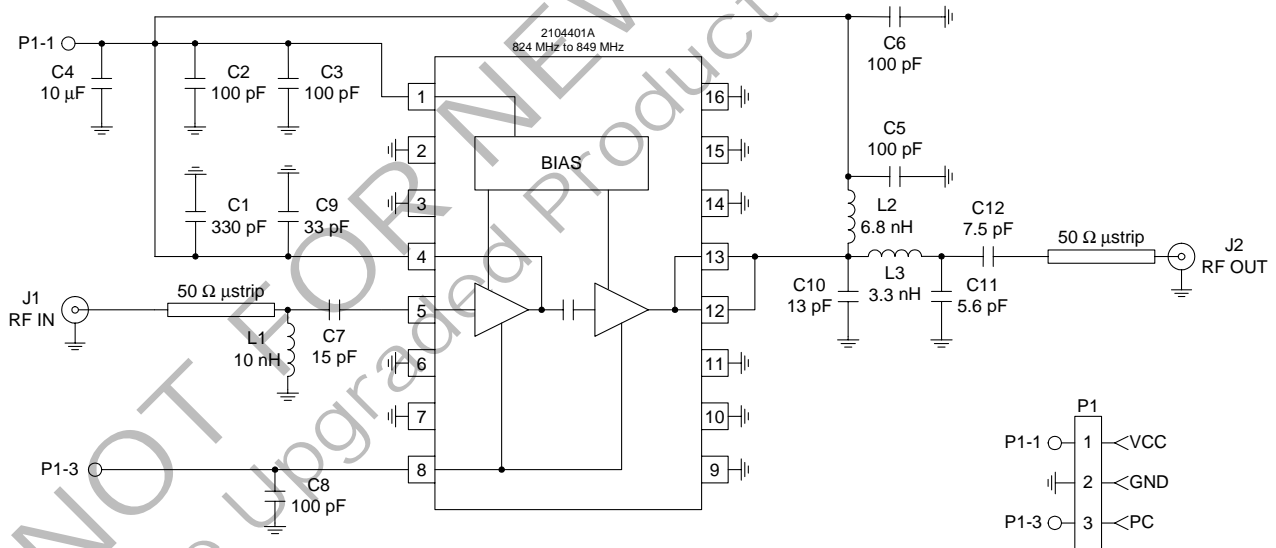 2104401A
824 MHz to 849 MHz
P1-1
C4
10 μF
C2
100 pF
C3
100 pF
C6
100 pF
1
16
2
BIAS
15
C5
100 pF
3
14
C1
330 pF
C9
33 pF
L2
6.8 nH
C12
7.5 pF
4
13
50 Ω μstrip
J2
RF OUT
L3
3.3 nH
C10
13 pF
C11
5.6 pF
J1
RF IN
50 Ω μstrip
5
12
L1
10 nH
C7
15 pF
6
11
7
10
P1-3
8
9
C8
100 pF
P1
P1-1
1
VCC
2
GND
P1-3
3
PC
NOT FOR NEW
Upgraded Product